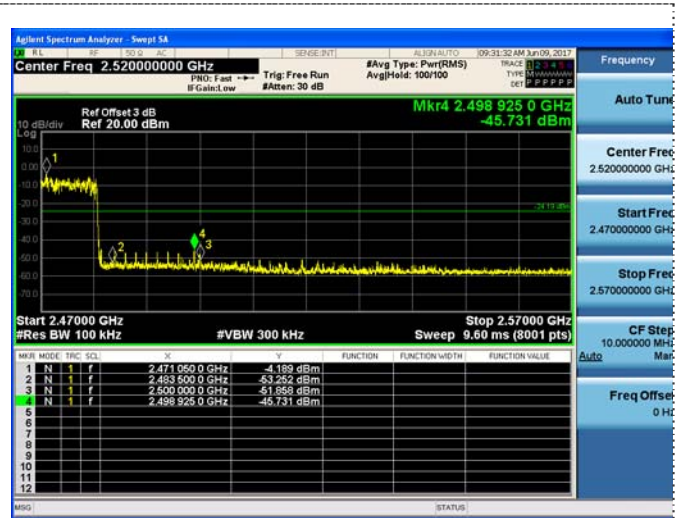 Agilent Spectrum Analyzer - Swept SA
RL RF 50 Ω AC SENSE:INT ALIGN AUTO 09:31:32 AM Jun 09, 2017
Center Freq 2.520000000 GHz #Avg Type: Pwr(RMS) TRACE 1 2 3 4 5 6
PNO: Fast Trig: Free Run Avg|Hold: 100/100 TYPE
IFGain:Low #Atten: 30 dB DET P P P P P P
Frequency
Auto Tune
Mkr4 2.498 925 0 GHz
-45.731 dBm
Ref Offset 3 dB
10 dB/div Ref 20.00 dBm
Log
10.0
0.00
-10.0
-20.0
-30.0
-40.0
-50.0
-60.0
-70.0
1
2
4
3
Center Freq
2.520000000 GHz
Start Freq
2.470000000 GHz
Stop Freq
2.570000000 GHz
Start 2.47000 GHz Stop 2.57000 GHz
#Res BW 100 kHz #VBW 300 kHz Sweep 9.60 ms (8001 pts)
CF Step
10.000000 MHz
Auto Man
MKR MODE TRC SCL X Y FUNCTION FUNCTION WIDTH FUNCTION VALUE
1 N 1 f 2.471 050 0 GHz -4.189 dBm
2 N 1 f 2.483 500 0 GHz -53.252 dBm
3 N 1 f 2.500 000 0 GHz -51.858 dBm
4 N 1 f 2.498 925 0 GHz -45.731 dBm
5
6
7
8
9
10
11
12
Freq Offset
0 Hz
MSG STATUS